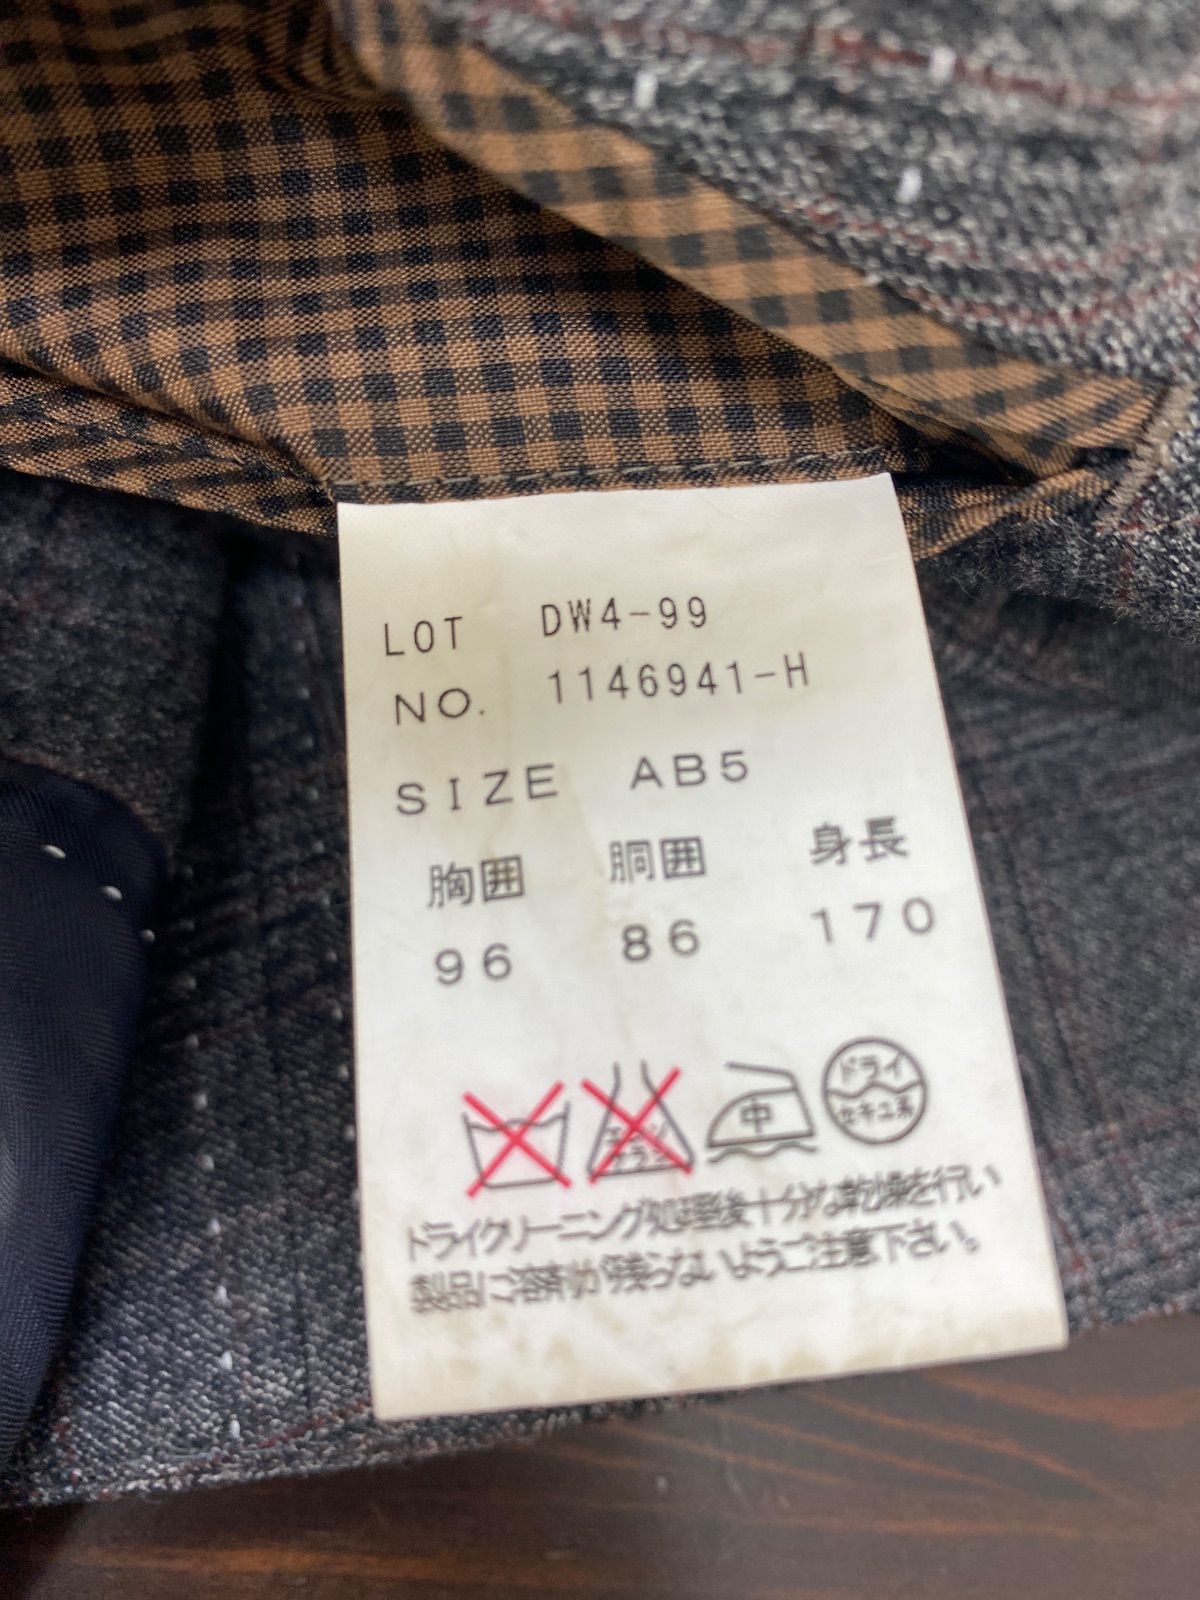 LOT DW4-99
NO. 1146941-H
SIZE AB5
胸囲 胴囲 身長
96 86 170
中 ドライ
セキユ系
ドライクリーニング処理後十分な乾燥を行い
製品に溶剤が残らないようご注意下さい。